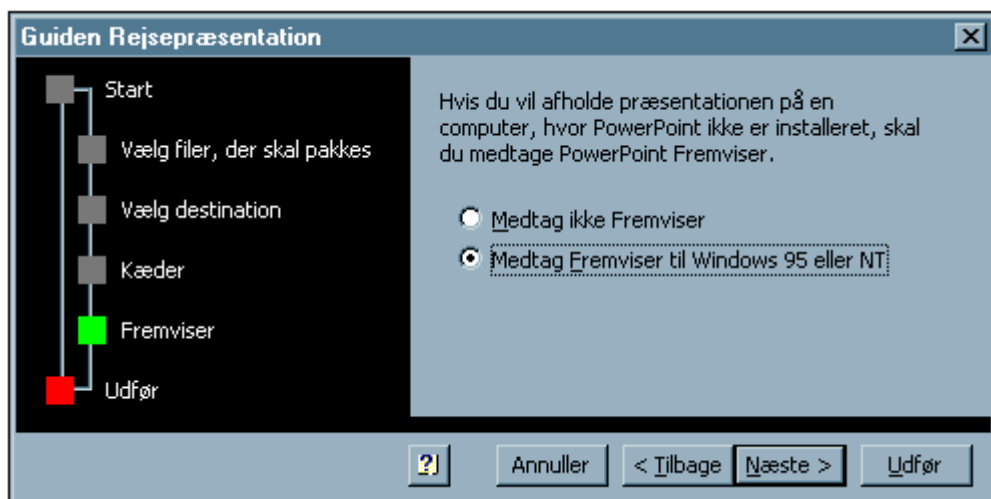 Guiden Rejsepræsentation
Start
Vælg filer, der skal pakkes
Vælg destination
Kæder
Fremviser
Udfør
Hvis du vil afholde præsentationen på en
computer, hvor PowerPoint ikke er installeret, skal
du medtage PowerPoint Fremviser.
Medtag ikke Fremviser
Medtag Fremviser til Windows 95 eller NT
Annuller
< Tilbage
Næste >
Udfør